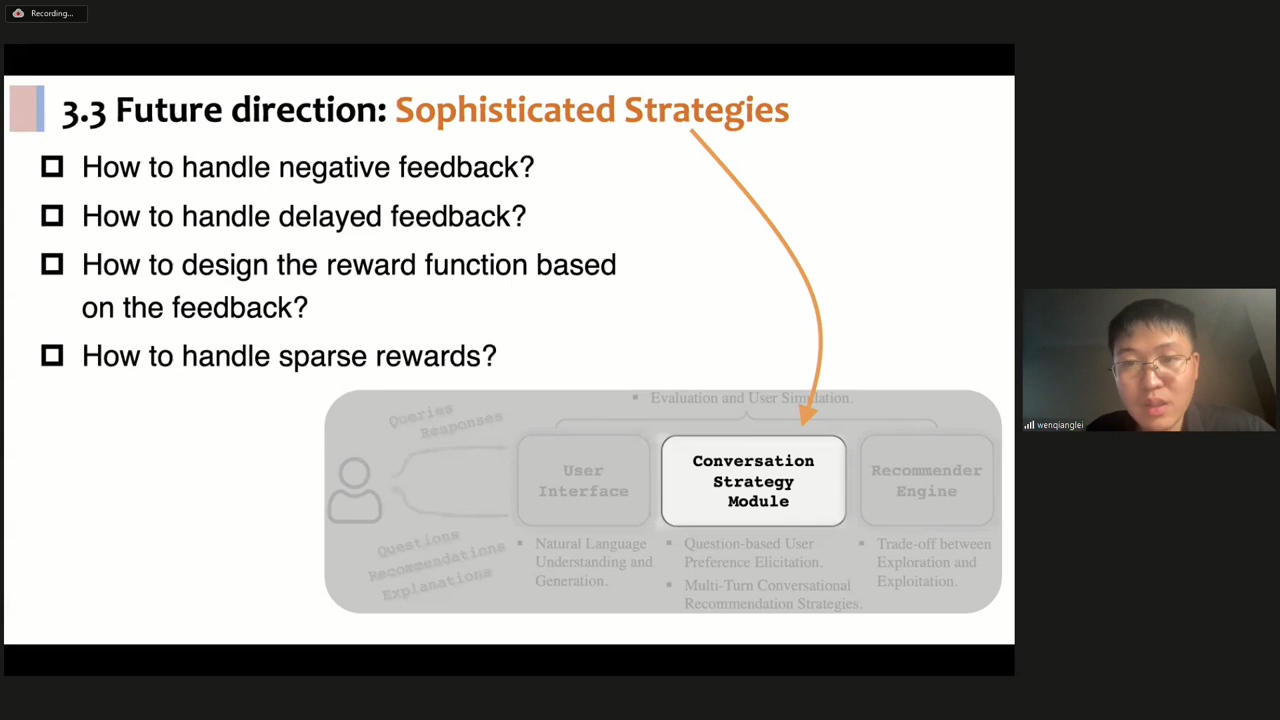 Recording...
3.3 Future direction: Sophisticated Strategies
How to handle negative feedback?
How to handle delayed feedback?
How to design the reward function based
on the feedback?
How to handle sparse rewards?
Evaluation and User Simulation.
Queries
Responses
User
Interface
Conversation
Strategy
Module
Recommender
Engine
Questions
Recommendations
Explanations
Natural Language
Understanding and
Generation.
Question-based User
Preference Elicitation.
Multi-Turn Conversational
Recommendation Strategies.
Trade-off between
Exploration and
Exploitation.
wenqianglei